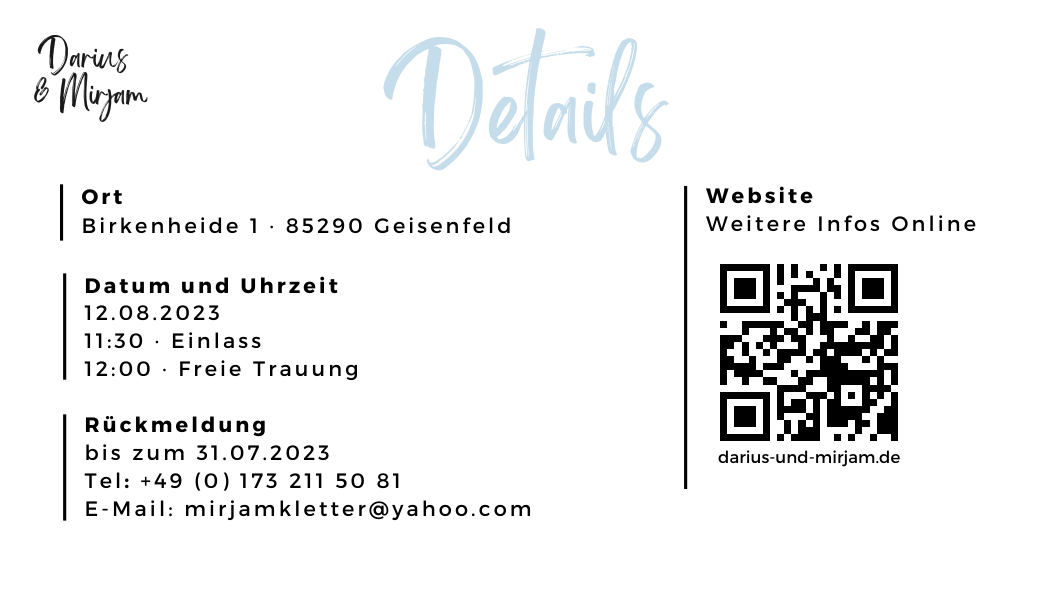 Darius
& Mirjam
Details
Ort
Birkenheide 1 · 85290 Geisenfeld
Datum und Uhrzeit
12.08.2023
11:30 · Einlass
12:00 · Freie Trauung
Rückmeldung
bis zum 31.07.2023
Tel: +49 (0) 173 211 50 81
E-Mail: mirjamkletter@yahoo.com
Website
Weitere Infos Online
darius-und-mirjam.de